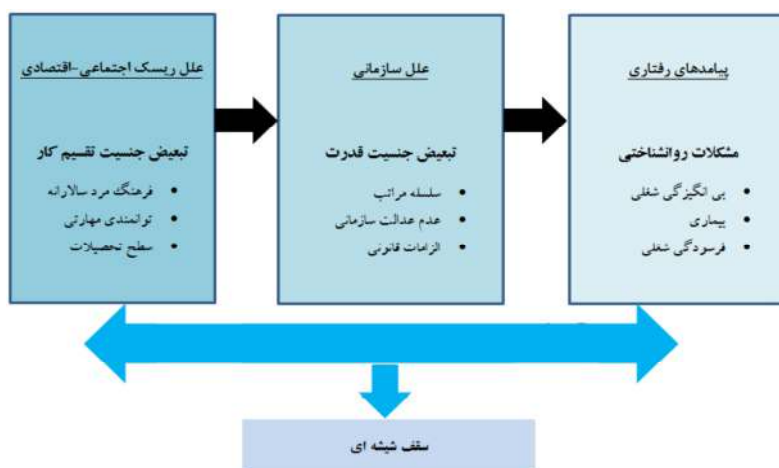 علل ریسک اجتماعی-اقتصادی
تبعیض جنسیت تقسیم کار
• فرهنگ مرد سالارانه
• توانمندی مهارتی
• سطح تحصیلات
علل سازمانی
تبعیض جنسیت قدرت
• سلسله مراتب
• عدم عدالت سازمانی
• الزامات قانونی
پیامدهای رفتاری
مشکلات روانشناختی
• بی انگیزگی شغلی
• بیماری
• فرسودگی شغلی
سقف شیشه ای